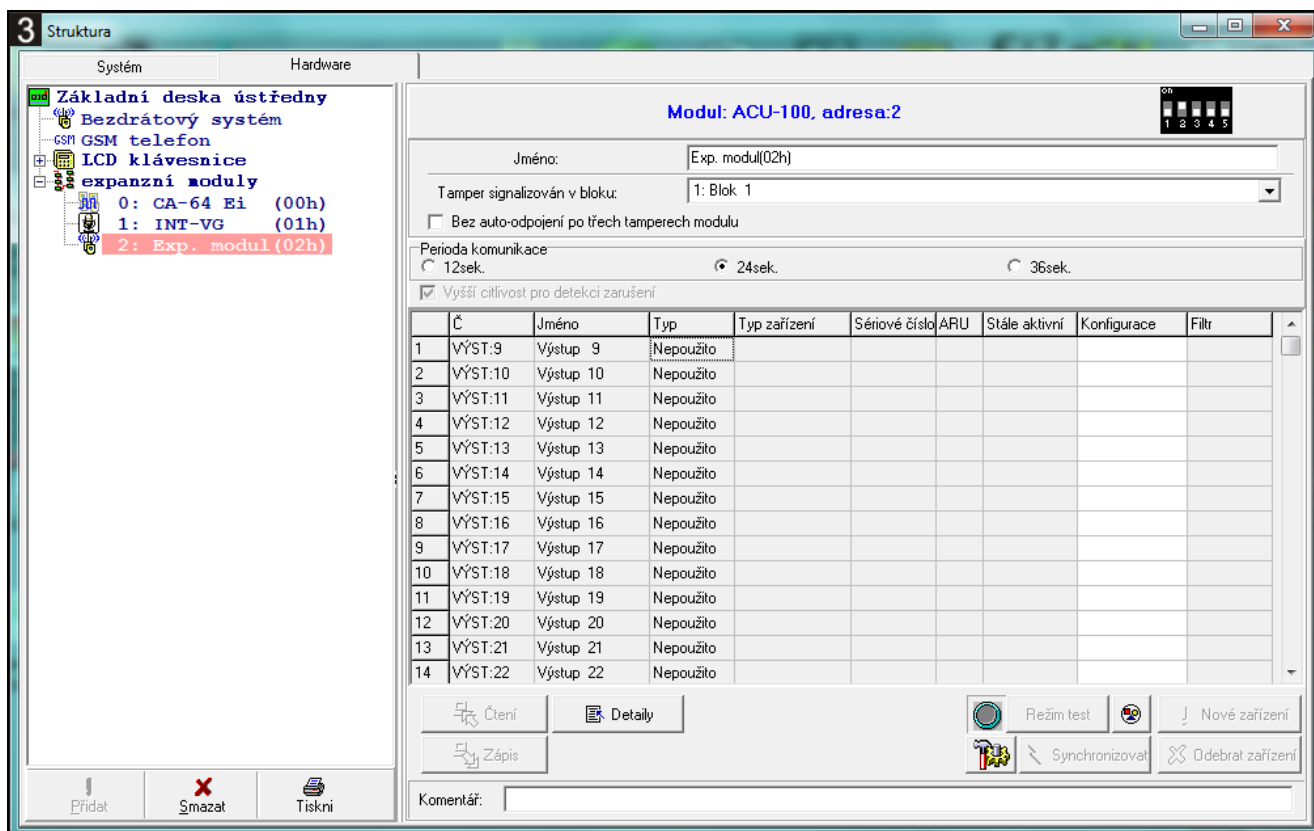 3 Struktura
Systém Hardware
Základní deska ústředny
Bezdrátový systém
GSM GSM telefon
LCD klávesnice
expanzní moduly
0: CA-64 Ei (00h)
1: INT-VG (01h)
2: Exp. modul(02h)
Přidat Smazat Tiskni
Modul: ACU-100, adresa:2
on
1 2 3 4 5
Jméno: Exp. modul(02h)
Tamper signalizován v bloku: 1: Blok 1
Bez auto-odpojení po třech tamperech modulu
Perioda komunikace
12sek. 24sek. 36sek.
Vyšší citlivost pro detekci zarušení
Č Jméno Typ Typ zařízení Sériové číslo ARU Stále aktivní Konfigurace Filtr
1 VÝST:9 Výstup 9 Nepoužito
2 VÝST:10 Výstup 10 Nepoužito
3 VÝST:11 Výstup 11 Nepoužito
4 VÝST:12 Výstup 12 Nepoužito
5 VÝST:13 Výstup 13 Nepoužito
6 VÝST:14 Výstup 14 Nepoužito
7 VÝST:15 Výstup 15 Nepoužito
8 VÝST:16 Výstup 16 Nepoužito
9 VÝST:17 Výstup 17 Nepoužito
10 VÝST:18 Výstup 18 Nepoužito
11 VÝST:19 Výstup 19 Nepoužito
12 VÝST:20 Výstup 20 Nepoužito
13 VÝST:21 Výstup 21 Nepoužito
14 VÝST:22 Výstup 22 Nepoužito
Čtení Detaily Režim test Nové zařízení
Zápis Synchronizovat Odebrat zařízení
Komentář: